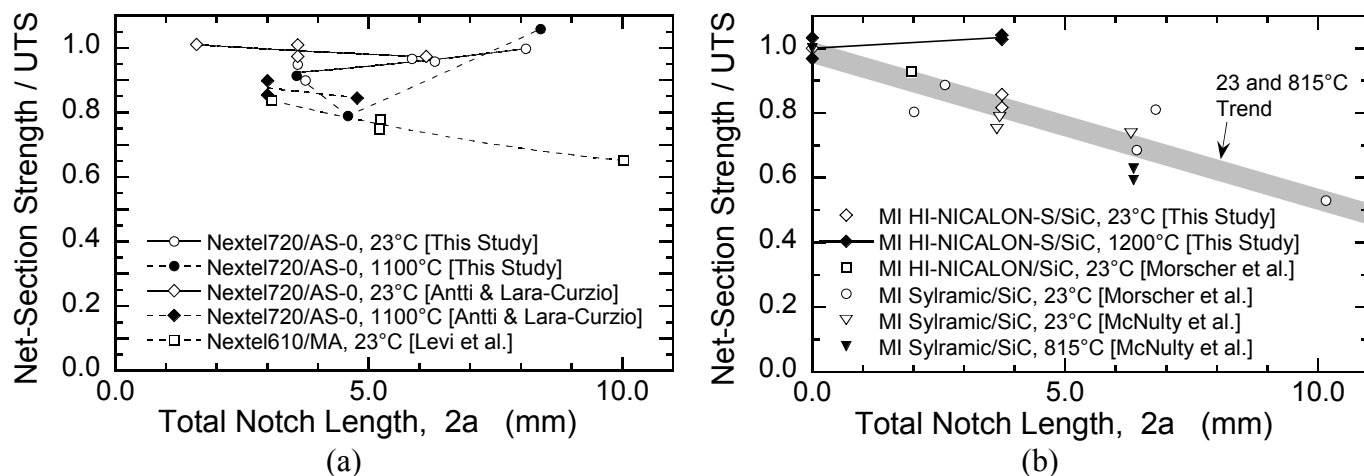 Net-Section Strength / UTS
1.0
0.8
0.6
0.4
0.2
0.0
0.0
5.0
10.0
Total Notch Length, 2a (mm)
Nextel720/AS-0, 23°C [This Study]
Nextel720/AS-0, 1100°C [This Study]
Nextel720/AS-0, 23°C [Antti & Lara-Curzio]
Nextel720/AS-0, 1100°C [Antti & Lara-Curzio]
Nextel610/MA, 23°C [Levi et al.]
(a)
Net-Section Strength / UTS
1.0
0.8
0.6
0.4
0.2
0.0
0.0
5.0
10.0
Total Notch Length, 2a (mm)
23 and 815°C
Trend
MI HI-NICALON-S/SiC, 23°C [This Study]
MI HI-NICALON-S/SiC, 1200°C [This Study]
MI HI-NICALON/SiC, 23°C [Morscher et al.]
MI Sylramic/SiC, 23°C [Morscher et al.]
MI Sylramic/SiC, 23°C [McNulty et al.]
MI Sylramic/SiC, 815°C [McNulty et al.]
(b)